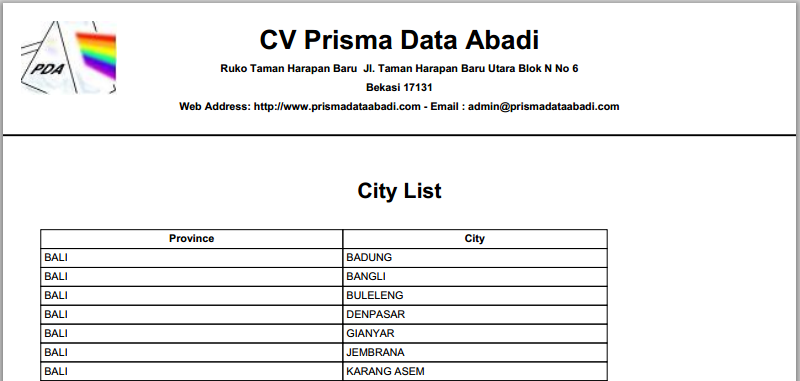 PDA
CV Prisma Data Abadi
Ruko Taman Harapan Baru Jl. Taman Harapan Baru Utara Blok N No 6
Bekasi 17131
Web Address: http://www.prismadataabadi.com - Email : admin@prismadataabadi.com
City List
Province City
BALI BADUNG
BALI BANGLI
BALI BULELENG
BALI DENPASAR
BALI GIANYAR
BALI JEMBRANA
BALI KARANG ASEM